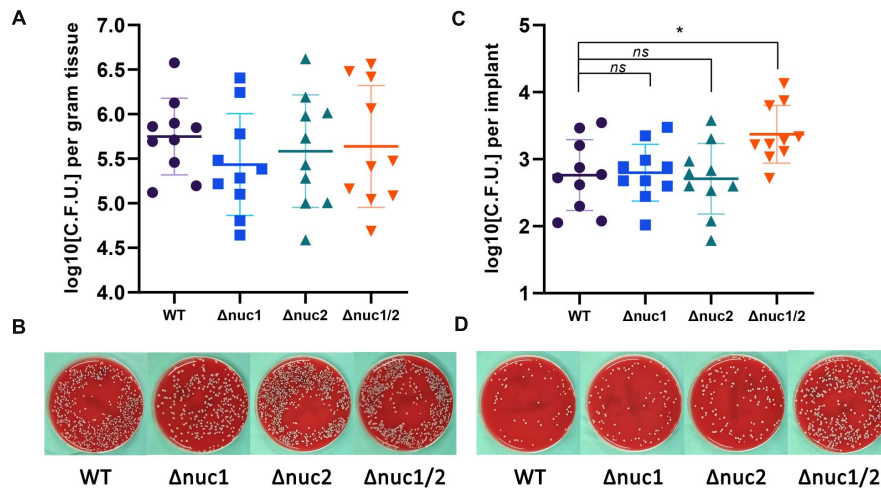 A
log10[C.F.U.] per gram tissue
7.0
6.5
6.0
5.5
5.0
4.5
4.0
WT
Δnuc1
Δnuc2
Δnuc1/2
B
WT
Δnuc1
Δnuc2
Δnuc1/2
C
log10[C.F.U.] per implant
5
4
3
2
1
*
ns
ns
WT
Δnuc1
Δnuc2
Δnuc1/2
D
WT
Δnuc1
Δnuc2
Δnuc1/2